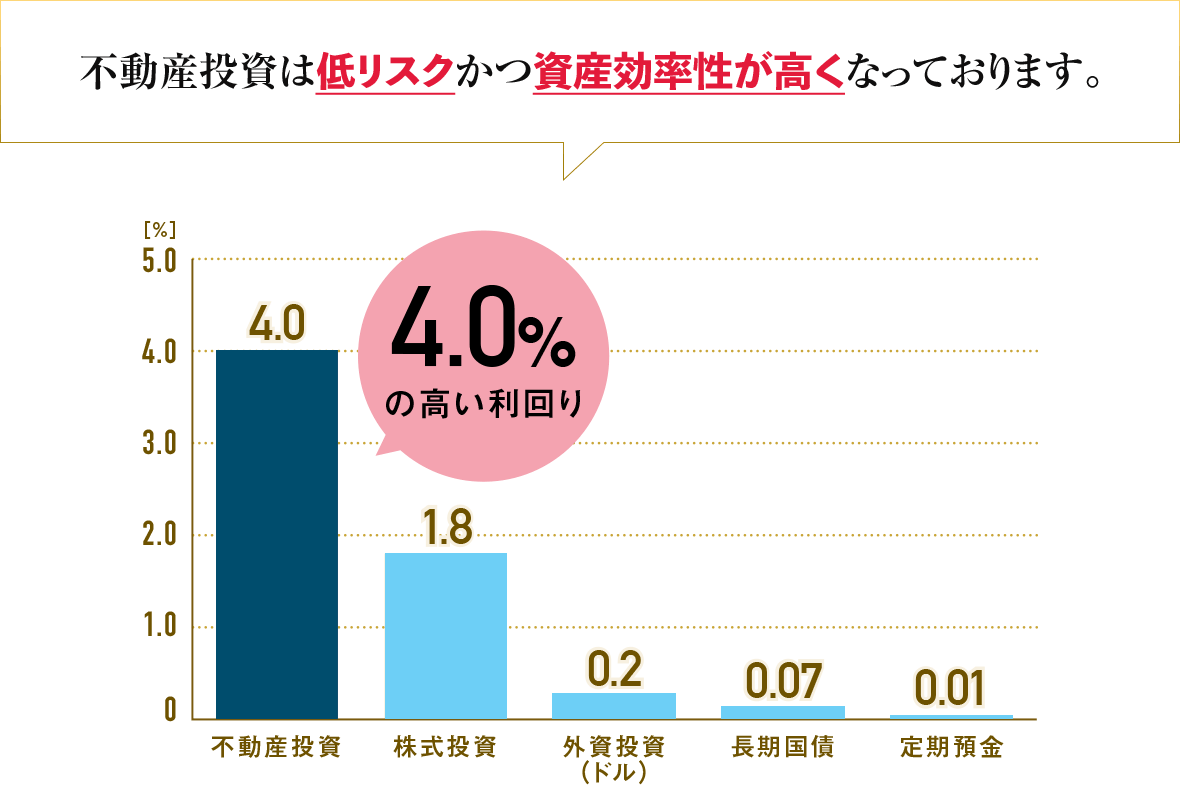 不動産投資は低リスクかつ資産効率性が高くなっております。
[%]
5.0
4.0
3.0
2.0
1.0
0
4.0
4.0%
の高い利回り
1.8
0.2
0.07
0.01
不動産投資
株式投資
外資投資
(ドル)
長期国債
定期預金